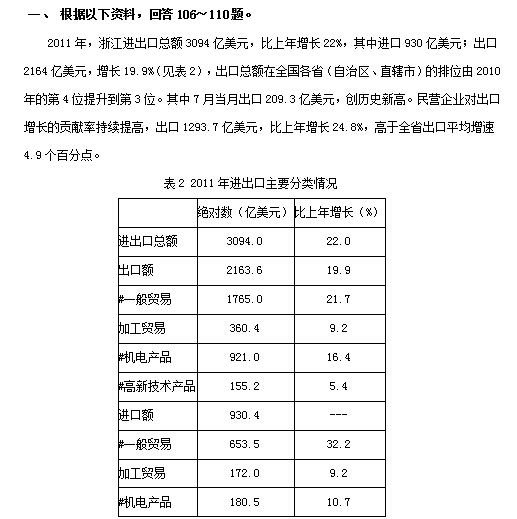 一、 根据以下资料，回答106～110题。
2011年，浙江进出口总额3094亿美元，比上年增长22%，其中进口930亿美元；出口
2164亿美元，增长19.9%(见表2)，出口总额在全国各省（自治区、直辖市）的排位由2010
年的第4位提升到第3位。其中7月当月出口209.3亿美元，创历史新高。民营企业对出口
增长的贡献率持续提高，出口1293.7亿美元，比上年增长24.8%，高于全省出口平均增速
4.9个百分点。
表2 2011年进出口主要分类情况
绝对数（亿美元） 比上年增长（%）
进出口总额 3094.0 22.0
出口额 2163.6 19.9
#一般贸易 1765.0 21.7
加工贸易 360.4 9.2
#机电产品 921.0 16.4
#高新技术产品 155.2 5.4
进口额 930.4 ---
#一般贸易 653.5 32.2
加工贸易 172.0 9.2
#机电产品 180.5 10.7